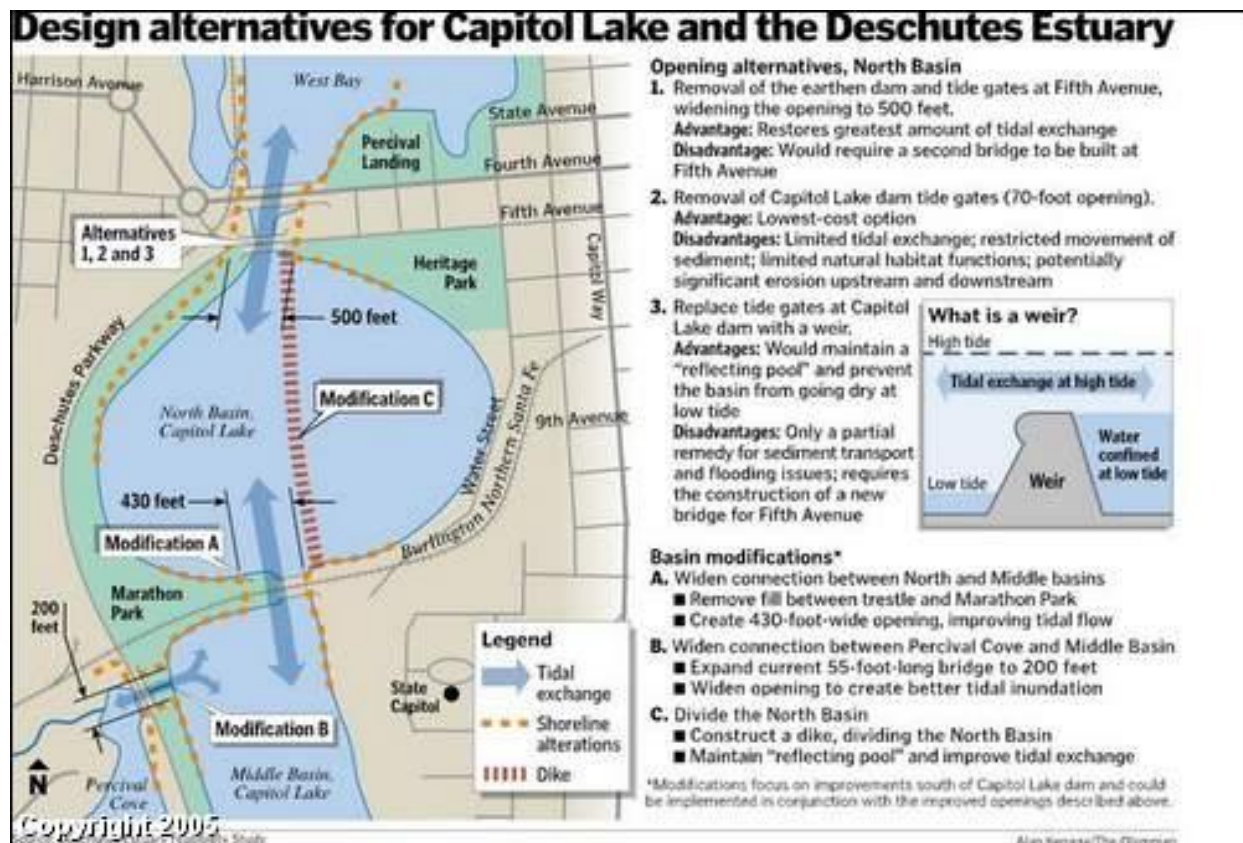 Design alternatives for Capitol Lake and the Deschutes Estuary
Harrison Avenue
West Bay
State Avenue
Percival
Landing
Fourth Avenue
Fifth Avenue
Alternatives
1, 2 and 3
Heritage
Park
Capitol Way
500 feet
Deschutes Parkway
Modification C
North Basin,
Capitol Lake
9th Avenue
Water Street
Burlington Northern Santa Fe
430 feet
Modification A
Marathon
Park
200
feet
State
Capitol
Modification B
N
Percival
Cove
Middle Basin,
Capitol Lake
Legend
Tidal
exchange
Shoreline
alterations
Dike
Copyright 2005
Opening alternatives, North Basin
1. Removal of the earthen dam and tide gates at Fifth Avenue,
widening the opening to 500 feet.
Advantage: Restores greatest amount of tidal exchange
Disadvantage: Would require a second bridge to be built at
Fifth Avenue
2. Removal of Capitol Lake dam tide gates (70-foot opening).
Advantage: Lowest-cost option
Disadvantages: Limited tidal exchange; restricted movement of
sediment; limited natural habitat functions; potentially
significant erosion upstream and downstream
3. Replace tide gates at Capitol
Lake dam with a weir.
Advantages: Would maintain a
“reflecting pool” and prevent
the basin from going dry at
low tide
Disadvantages: Only a partial
remedy for sediment transport
and flooding issues; requires
the construction of a new
bridge for Fifth Avenue
What is a weir?
High tide
Tidal exchange at high tide
Water
confined
at low tide
Low tide
Weir
Basin modifications*
A. Widen connection between North and Middle basins
■ Remove fill between trestle and Marathon Park
■ Create 430-foot-wide opening, improving tidal flow
B. Widen connection between Percival Cove and Middle Basin
■ Expand current 55-foot-long bridge to 200 feet
■ Widen opening to create better tidal inundation
C. Divide the North Basin
■ Construct a dike, dividing the North Basin
■ Maintain “reflecting pool” and improve tidal exchange
*Modifications focus on improvements south of Capitol Lake dam and could
be implemented in conjunction with the improved openings described above.